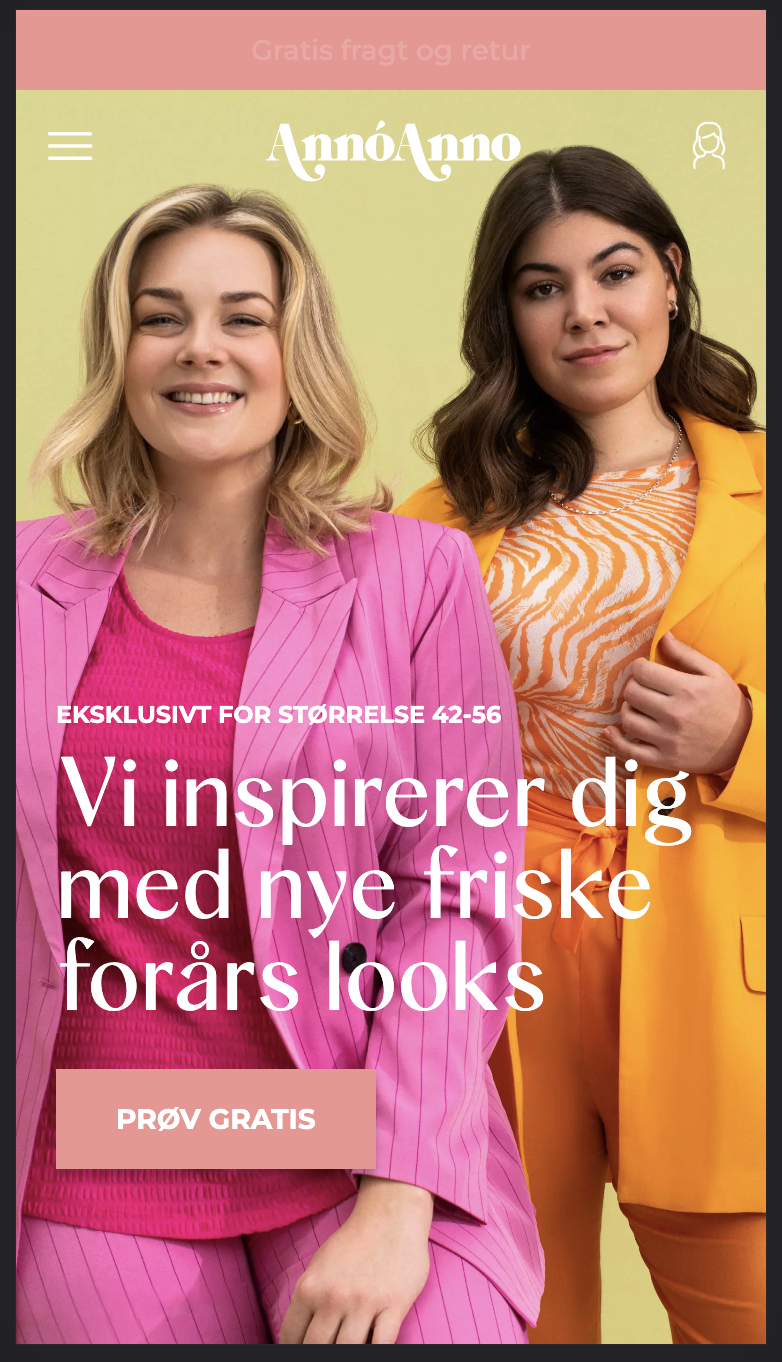 Gratis fragt og retur
AnnóAnno
EKSKLUSIVT FOR STØRRELSE 42-56
Vi inspirerer dig
med nye friske
forårs looks
PRØV GRATIS